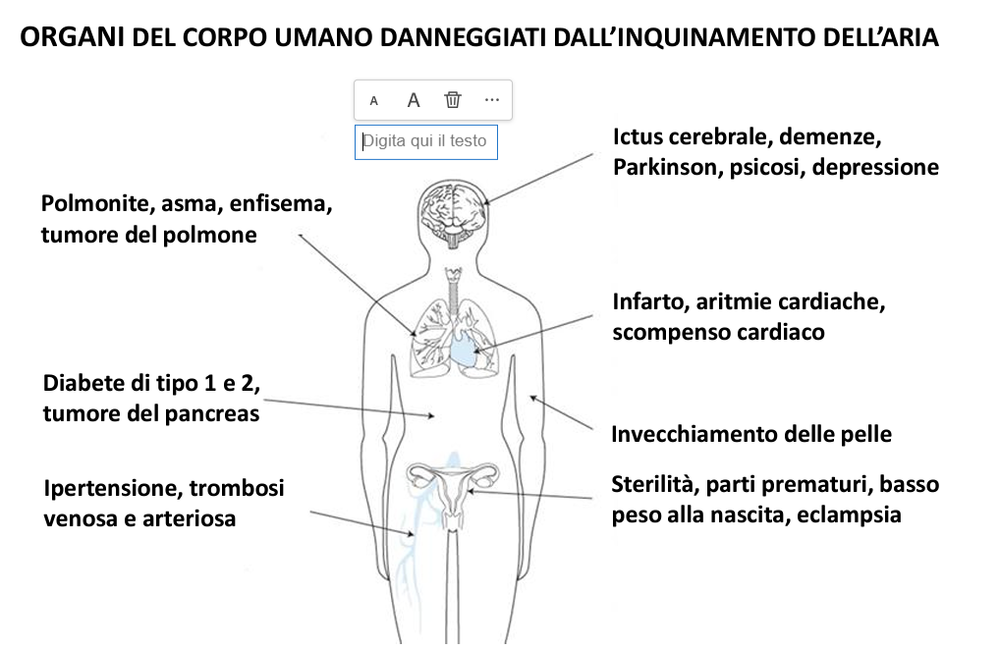 ORGANI DEL CORPO UMANO DANNEGGIATI DALL’INQUINAMENTO DELL’ARIA
A A ...
Digita qui il testo
Ictus cerebrale, demenze,
Parkinson, psicosi, depressione
Polmonite, asma, enfisema,
tumore del polmone
Infarto, aritmie cardiache,
scompenso cardiaco
Diabete di tipo 1 e 2,
tumore del pancreas
Invecchiamento delle pelle
Ipertensione, trombosi
venosa e arteriosa
Sterilità, parti prematuri, basso
peso alla nascita, eclampsia